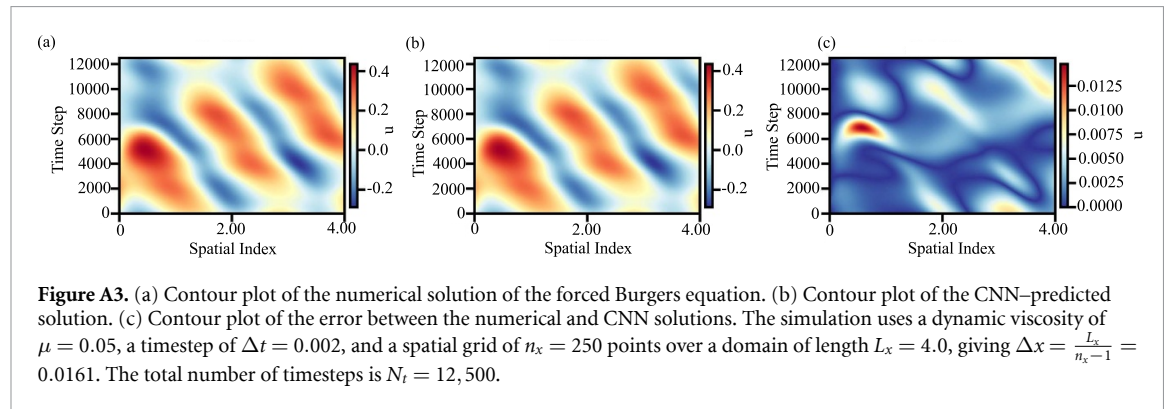 (a)
12000
10000
8000
6000
4000
2000
0
Time Step
0
2.00
4.00
Spatial Index
0.4
0.2
0.0
-0.2
u
(b)
12000
10000
8000
6000
4000
2000
0
Time Step
0
2.00
4.00
Spatial Index
0.4
0.2
0.0
-0.2
u
(c)
12000
10000
8000
6000
4000
2000
0
Time Step
0
2.00
4.00
Spatial Index
0.0125
0.0100
0.0075
0.0050
0.0025
0.0000
u
Figure A3. (a) Contour plot of the numerical solution of the forced Burgers equation. (b) Contour plot of the CNN–predicted
solution. (c) Contour plot of the error between the numerical and CNN solutions. The simulation uses a dynamic viscosity of
μ = 0.05, a timestep of Δt = 0.002, and a spatial grid of nₓ = 250 points over a domain of length Lₓ = 4.0, giving Δx = Lₓ/(nₓ−1) =
0.0161. The total number of timesteps is Nₜ = 12,500.